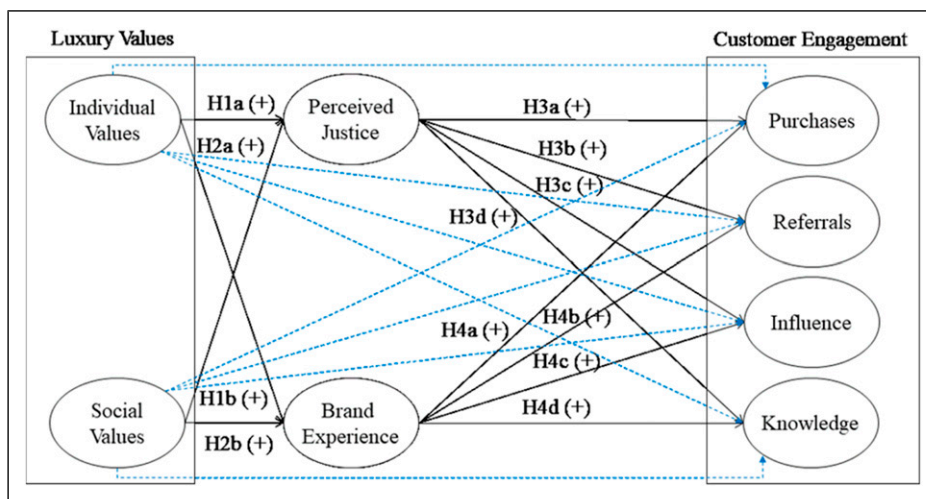 Luxury Values
Customer Engagement
Individual
Values
H1a (+)
Perceived
Justice
H3a (+)
Purchases
H2a (+)
H3b (+)
H3c (+)
H3d (+)
Referrals
H4a (+)
H4b (+)
Influence
H4c (+)
Social
Values
H1b (+)
H2b (+)
Brand
Experience
H4d (+)
Knowledge